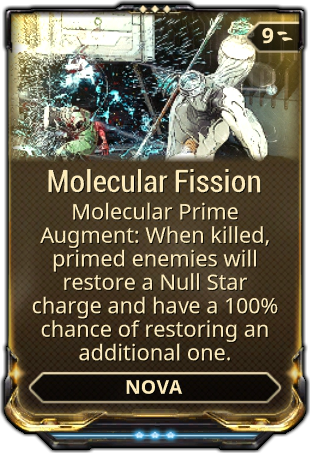 9
Molecular Fission
Molecular Prime
Augment: When killed,
primed enemies will
restore a Null Star
charge and have a 100%
chance of restoring an
additional one.
NOVA